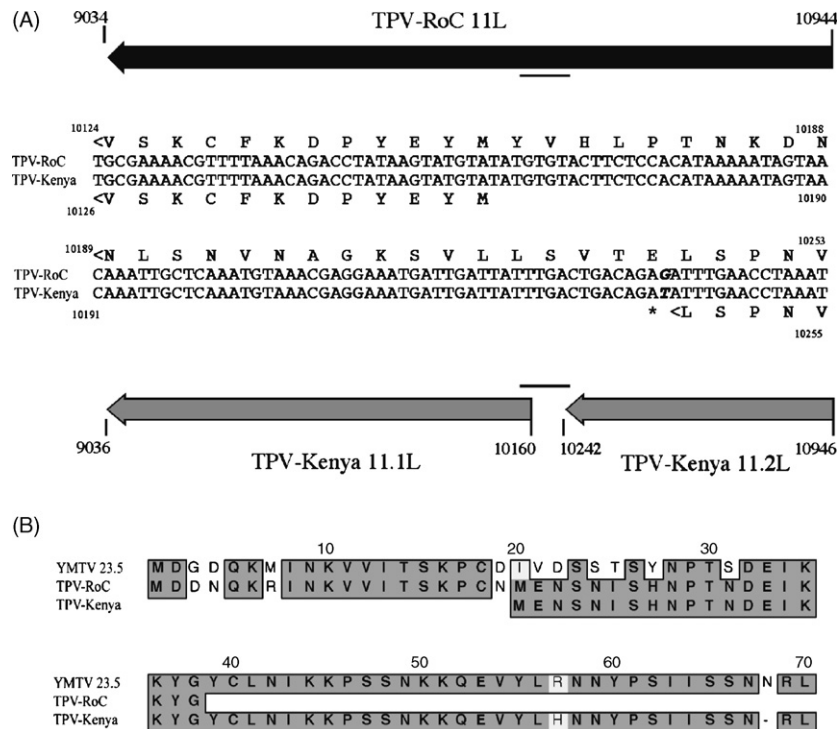 (A)
9034 TPV-RoC 11L 10944
10124 10188
<V S K C F K D P Y E Y M Y V H L P T N K D N
TPV-RoC TGCGAAAACGTTTTAAACAGACCTATAAGTATGTATATGTGTACTTCTCCACATAAAAATAGTAA
TPV-Kenya TGCGAAAACGTTTTAAACAGACCTATAAGTATGTATATGTGTACTTCTCCACATAAAAATAGTAA
<V S K C F K D P Y E Y M
10126 10190
10189 10253
<N L S N V N A G K S V L L S V T E L S P N V
TPV-RoC CAAATTGCTCAAATGTAAACGAGGAAATGATTGATTATTTGACTGACAGAGATTTGAACCTAAAT
TPV-Kenya CAAATTGCTCAAATGTAAACGAGGAAATGATTGATTATTTGACTGACAGATATTTGAACCTAAAT
* <L S P N V
10191 10255
9036 10160 10242 10946
TPV-Kenya 11.1L TPV-Kenya 11.2L
(B)
10 20 30
YMTV 23.5 M D G D Q K M I N K V V I T S K P C D I V D S S T S Y N P T S D E I K
TPV-RoC M D D N Q K R I N K V V I T S K P C N M E N S N I S H N P T N D E I K
TPV-Kenya M E N S N I S H N P T N D E I K
40 50 60 70
YMTV 23.5 K Y G Y C L N I K K P S S N K K Q E V Y L R N N Y P S I I S S N N R L
TPV-RoC K Y G
TPV-Kenya K Y G Y C L N I K K P S S N K K Q E V Y L H N N Y P S I I S S N - R L